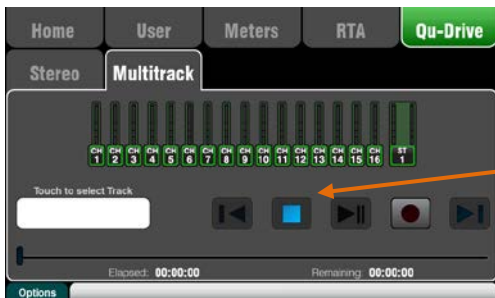 Home User Meters RTA Qu-Drive
Stereo Multitrack
CH 1 CH 2 CH 3 CH 4 CH 5 CH 6 CH 7 CH 8 CH 9 CH 10 CH 11 CH 12 CH 13 CH 14 CH 15 CH 16 ST 1
Touch to select Track
Elapsed: 00:00:00 Remaining: 00:00:00
Options